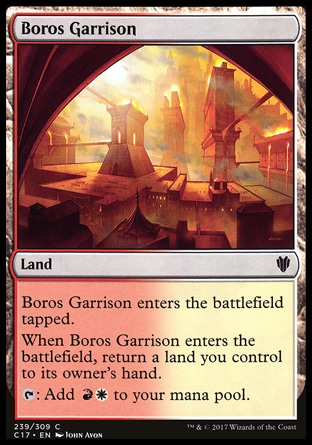 Boros Garrison
Land
Boros Garrison enters the battlefield
tapped.
When Boros Garrison enters the
battlefield, return a land you control
to its owner's hand.
: Add to your mana pool.
239/309 C
C17 • EN JOHN AVON
™ & © 2017 Wizards of the Coast